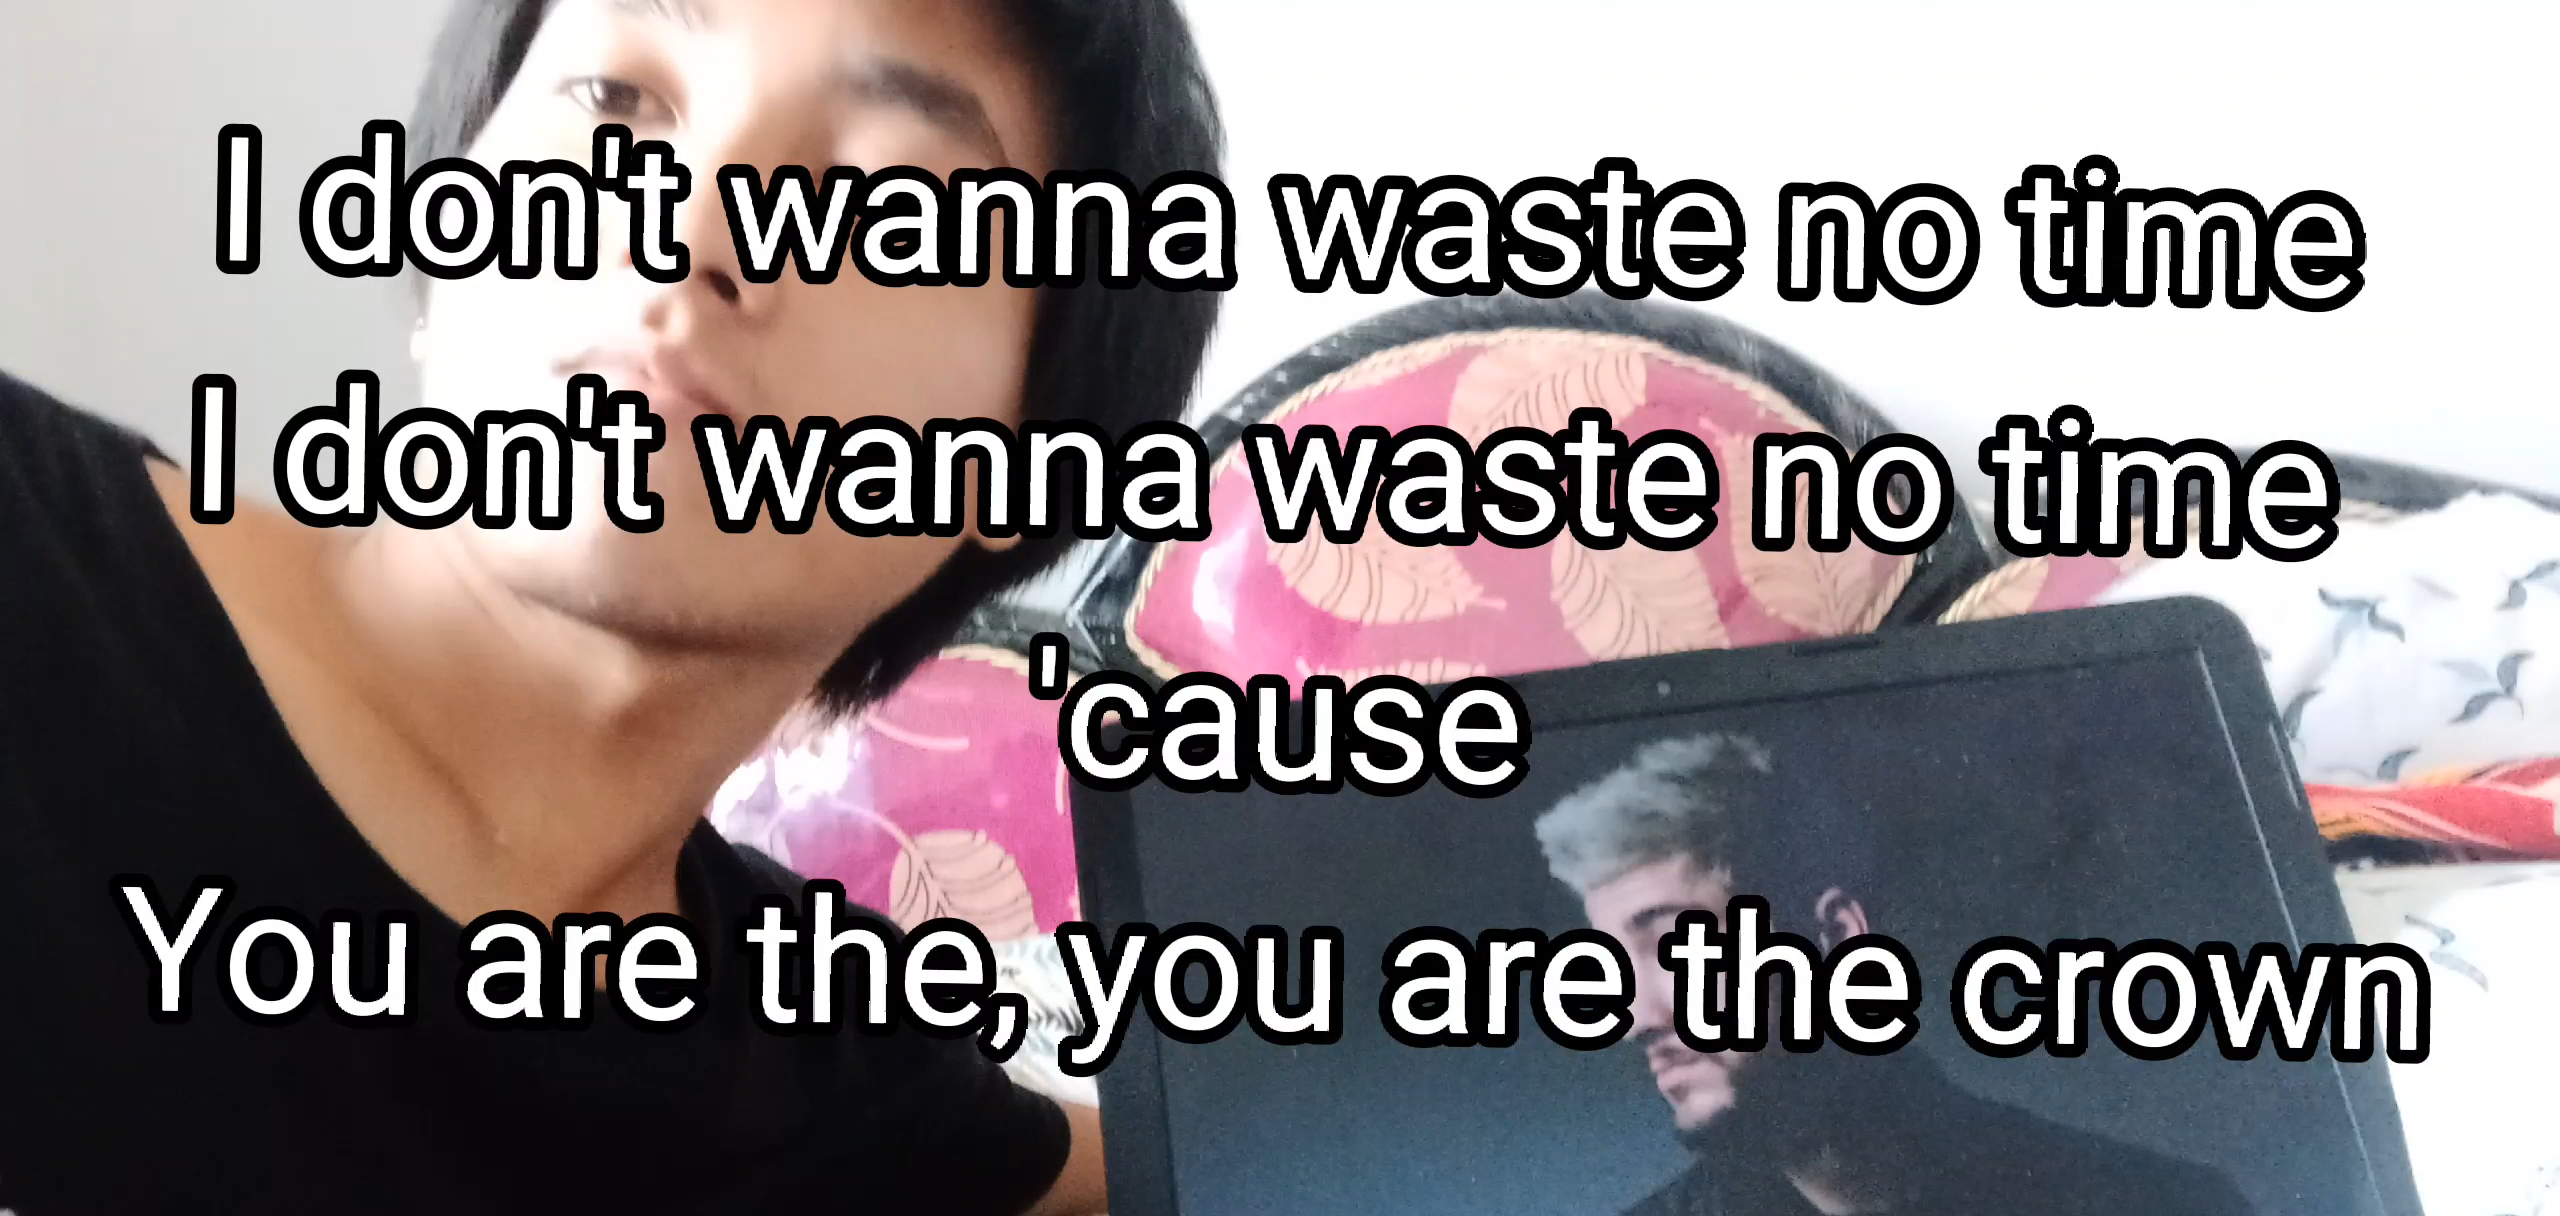 I don't wanna waste no time
I don't wanna waste no time
'cause
You are the, you are the crown